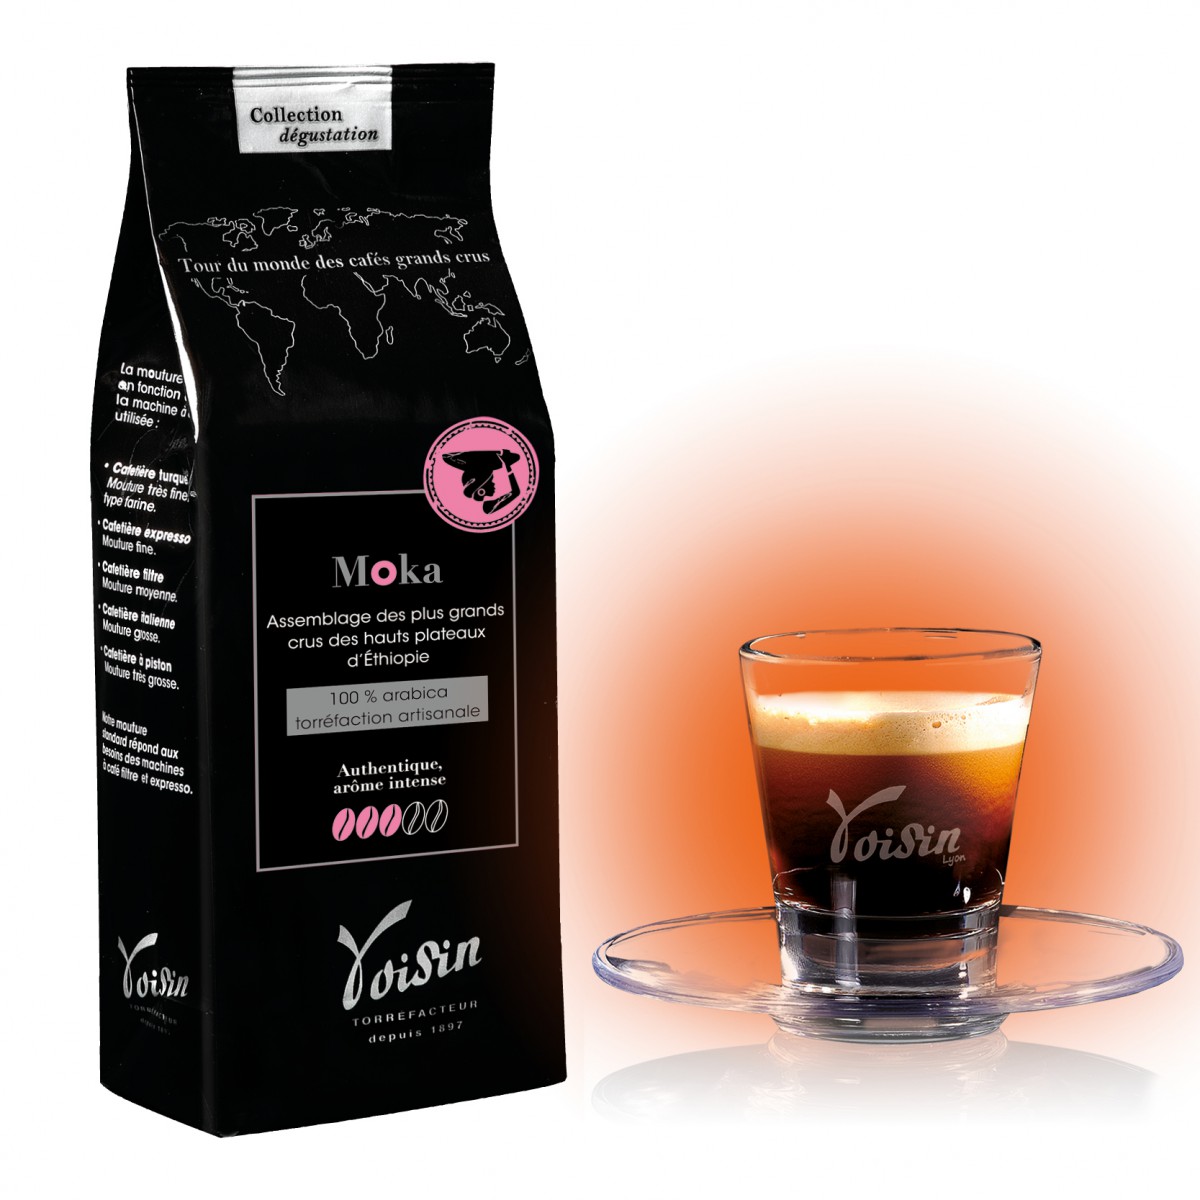 Collection
dégustation
Tour du monde des cafés grands crus
La mouture
en fonction
la machine à
utilisée :
• Cafetière turque
Mouture très fine,
type farine.
• Cafetière expresso
Mouture fine.
• Cafetière filtre
Mouture moyenne.
• Cafetière italienne
Mouture grosse.
• Cafetière à piston
Mouture très grosse.
Notre mouture
standard répond aux
besoins des machines
à café filtre et expresso.
Voisin
Moka
Assemblage des plus grands
crus des hauts plateaux
d'Éthiopie
100 % arabica
torréfaction artisanale
Authentique,
arôme intense
Voisin
TORREFACTEUR
depuis 1897
Voisin
Lyon